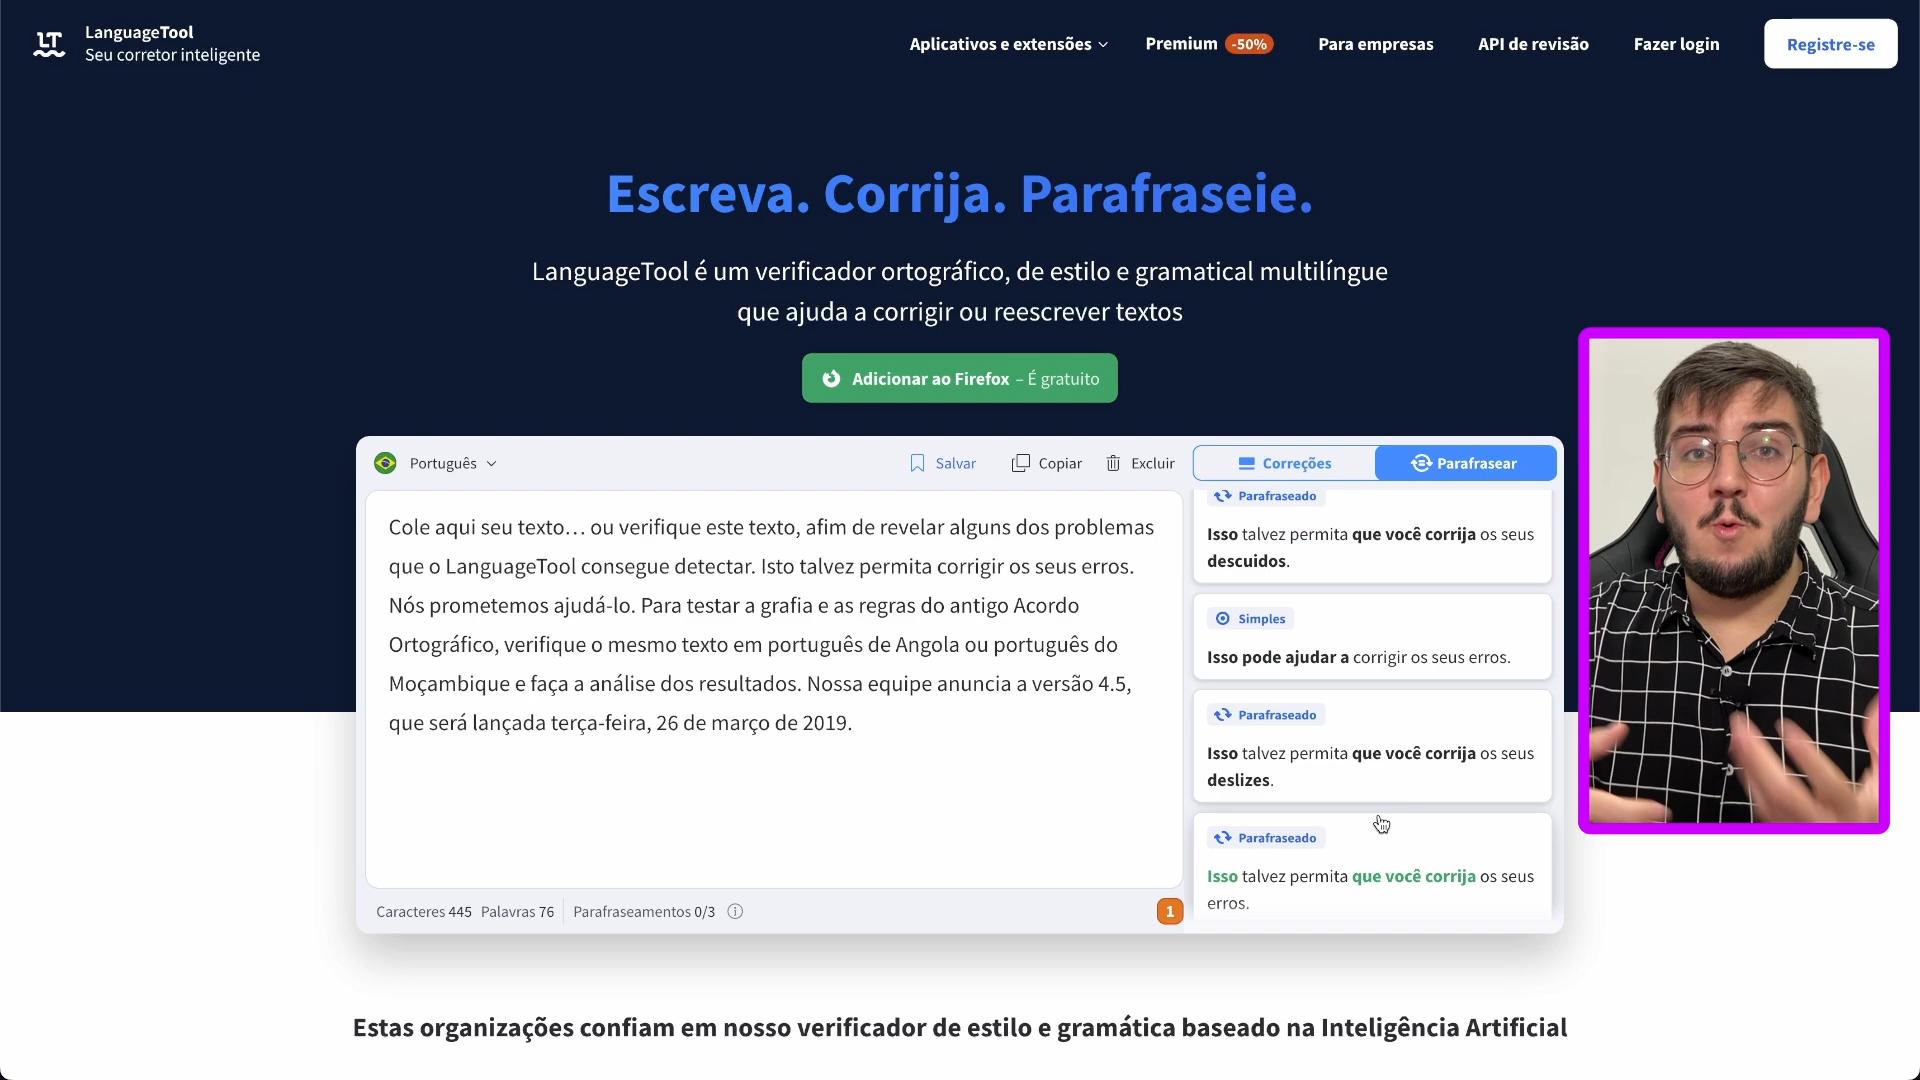 LanguageTool
Seu corretor inteligente
Aplicativos e extensões
Premium -50%
Para empresas
API de revisão
Fazer login
Registre-se
Escreva. Corrija. Parafraseie.
LanguageTool é um verificador ortográfico, de estilo e gramatical multilíngue
que ajuda a corrigir ou reescrever textos
Adicionar ao Firefox – É gratuito
Português
Salvar
Copiar
Excluir
Correções
Parafrasear
Cole aqui seu texto… ou verifique este texto, afim de revelar alguns dos problemas
que o LanguageTool consegue detectar. Isto talvez permita corrigir os seus erros.
Nós prometemos ajudá-lo. Para testar a grafia e as regras do antigo Acordo
Ortográfico, verifique o mesmo texto em português de Angola ou português do
Moçambique e faça a análise dos resultados. Nossa equipe anuncia a versão 4.5,
que será lançada terça-feira, 26 de março de 2019.
Caracteres 445 Palavras 76 Parafraseamentos 0/3
1
Parafraseado
Isso talvez permita que você corrija os seus
descuidos.
Simples
Isso pode ajudar a corrigir os seus erros.
Parafraseado
Isso talvez permita que você corrija os seus
deslizes.
Parafraseado
Isso talvez permita que você corrija os seus
erros.
Estas organizações confiam em nosso verificador de estilo e gramática baseado na Inteligência Artificial